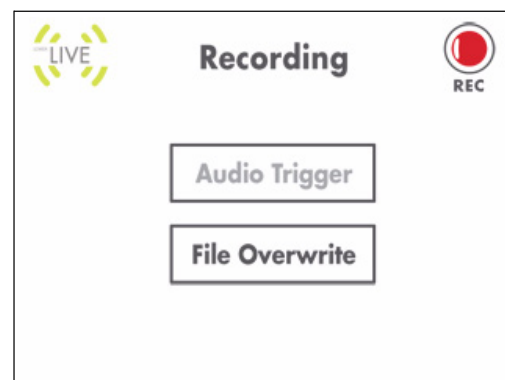 LIVE
Recording
REC
Audio Trigger
File Overwrite